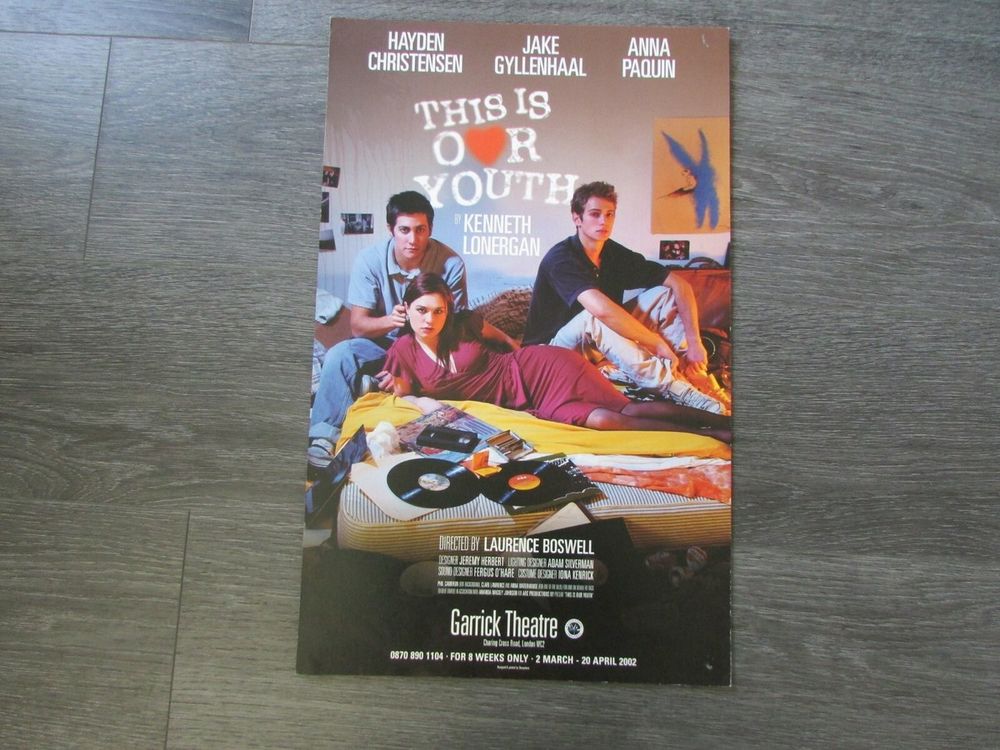 HAYDEN CHRISTENSEN
JAKE GYLLENHAAL
ANNA PAQUIN
THIS IS
O R
YOUTH
BY KENNETH
LONERGAN
DIRECTED BY LAURENCE BOSWELL
DESIGNER JEREMY HERBERT LIGHTING DESIGNER ADAM SILVERMAN
SOUND DESIGNER FERGUS O'HARE COSTUME DESIGNER IONA KENRICK
Garrick Theatre
Charing Cross Road, London WC2
0870 890 1104 · FOR 8 WEEKS ONLY · 2 MARCH - 20 APRIL 2002